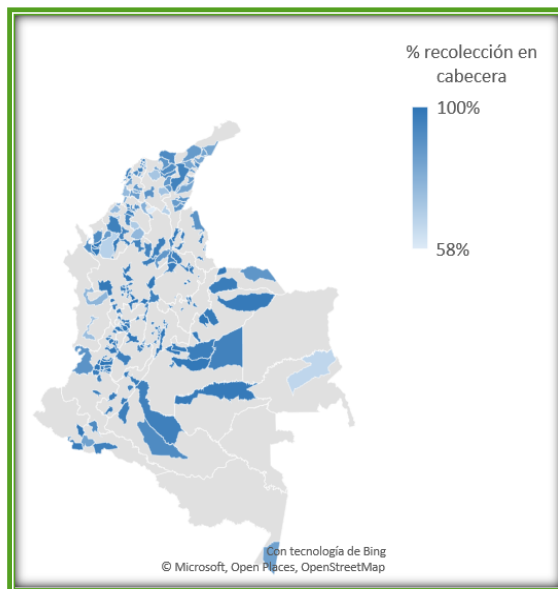 % recolección en
cabecera
100%
58%
Con tecnología de Bing
© Microsoft, Open Places, OpenStreetMap